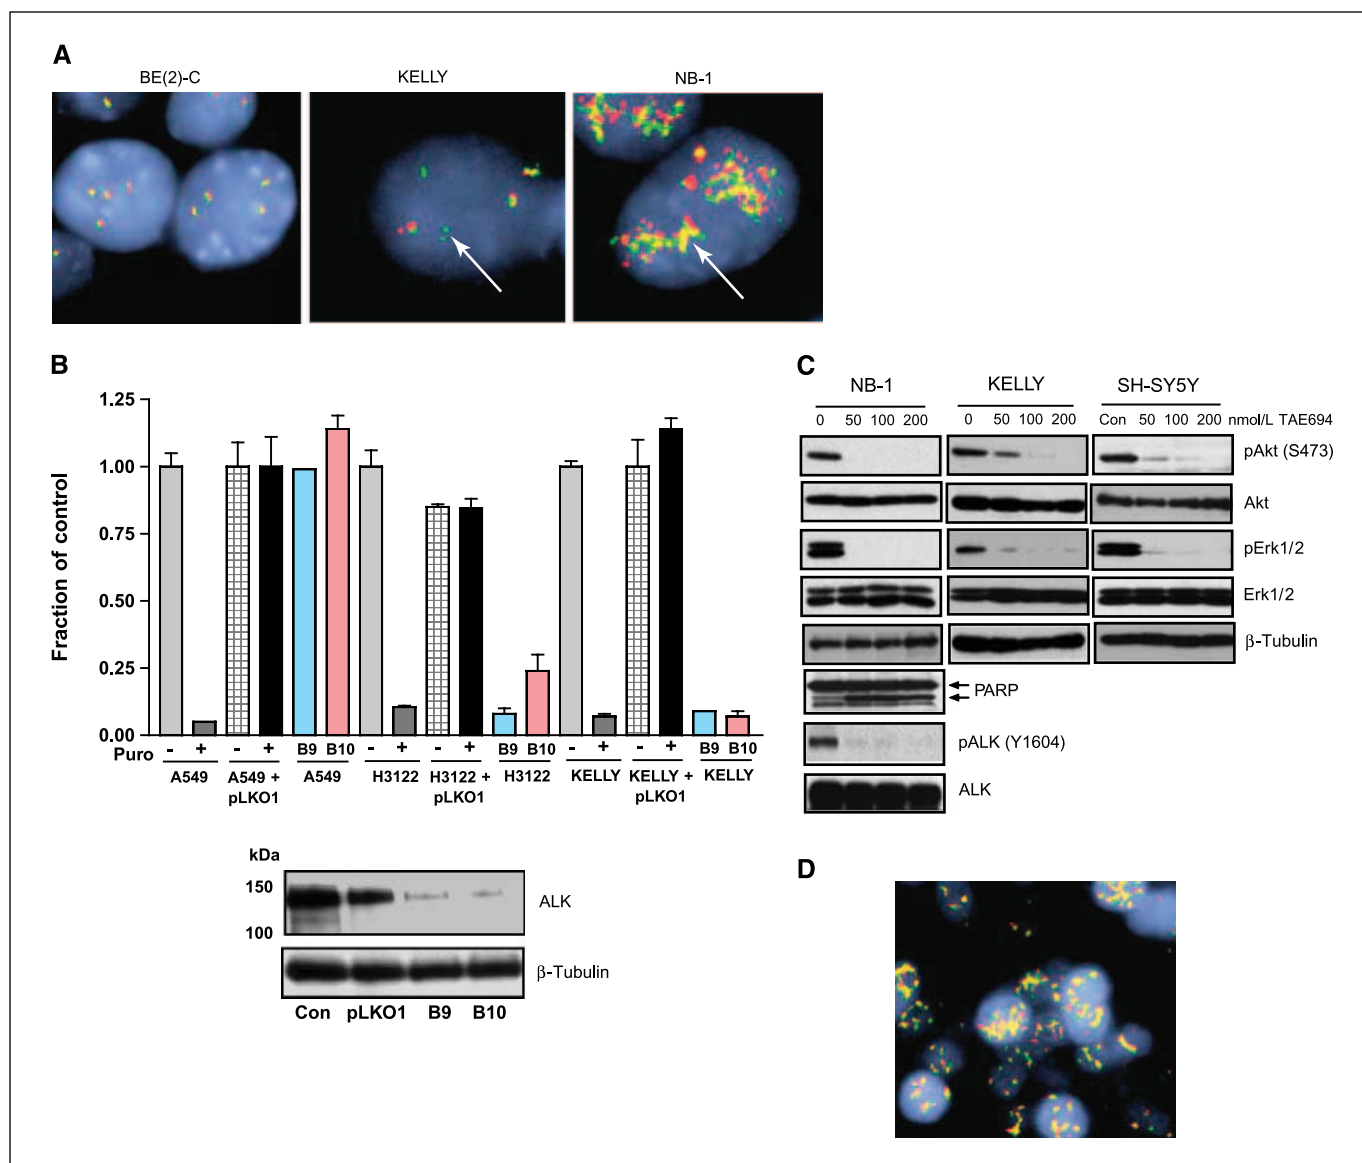 A
BE(2)-C KELLY NB-1
B
1.25
1.00
0.75
0.50
0.25
0.00
Fraction of control
Puro - + - + B9 B10 - + - + B9 B10 - + - + B9 B10
A549 A549 + pLKO1 A549 H3122 H3122 + pLKO1 H3122 KELLY KELLY + pLKO1 KELLY
kDa
150
100
ALK
β-Tubulin
Con pLKO1 B9 B10
C
NB-1 KELLY SH-SY5Y
0 50 100 200 0 50 100 200 Con 50 100 200 nmol/L TAE694
pAkt (S473)
Akt
pErk1/2
Erk1/2
β-Tubulin
PARP
pALK (Y1604)
ALK
D